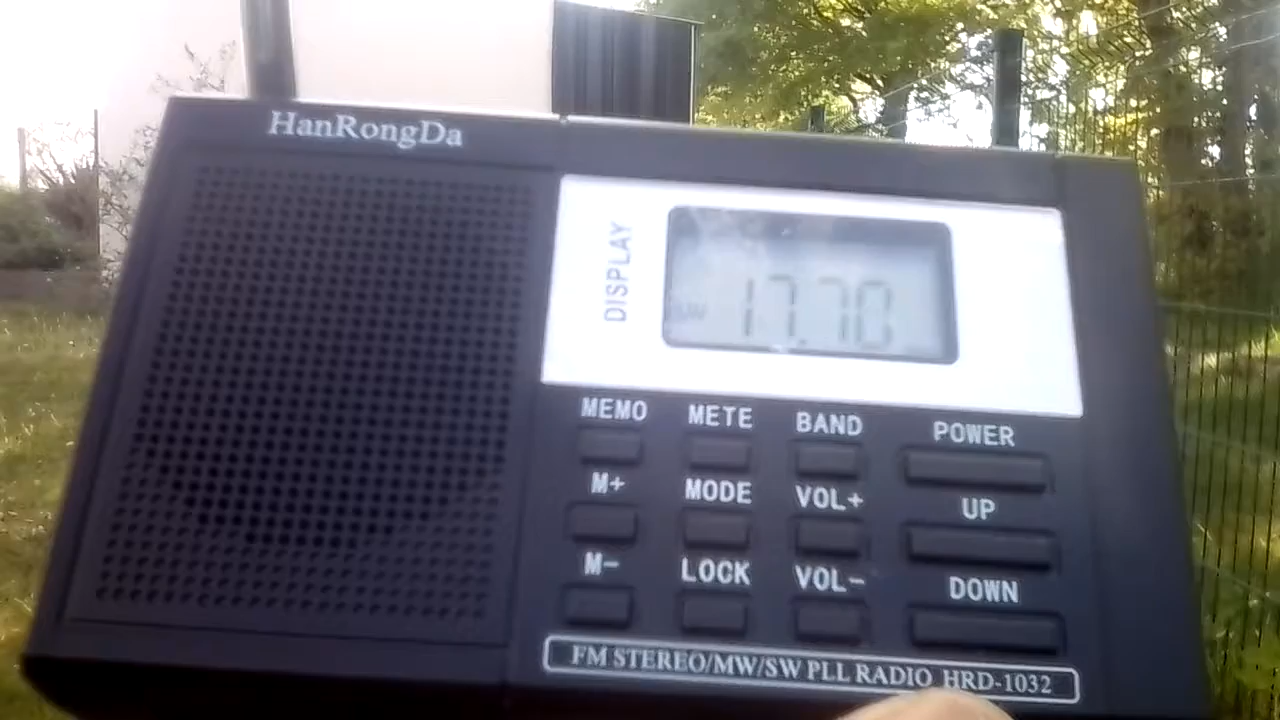 HanRongDa
DISPLAY
SW 17.70
MEMO METE BAND POWER
M+ MODE VOL+ UP
M- LOCK VOL- DOWN
FM STEREO/MW/SW PLL RADIO HRD-1032